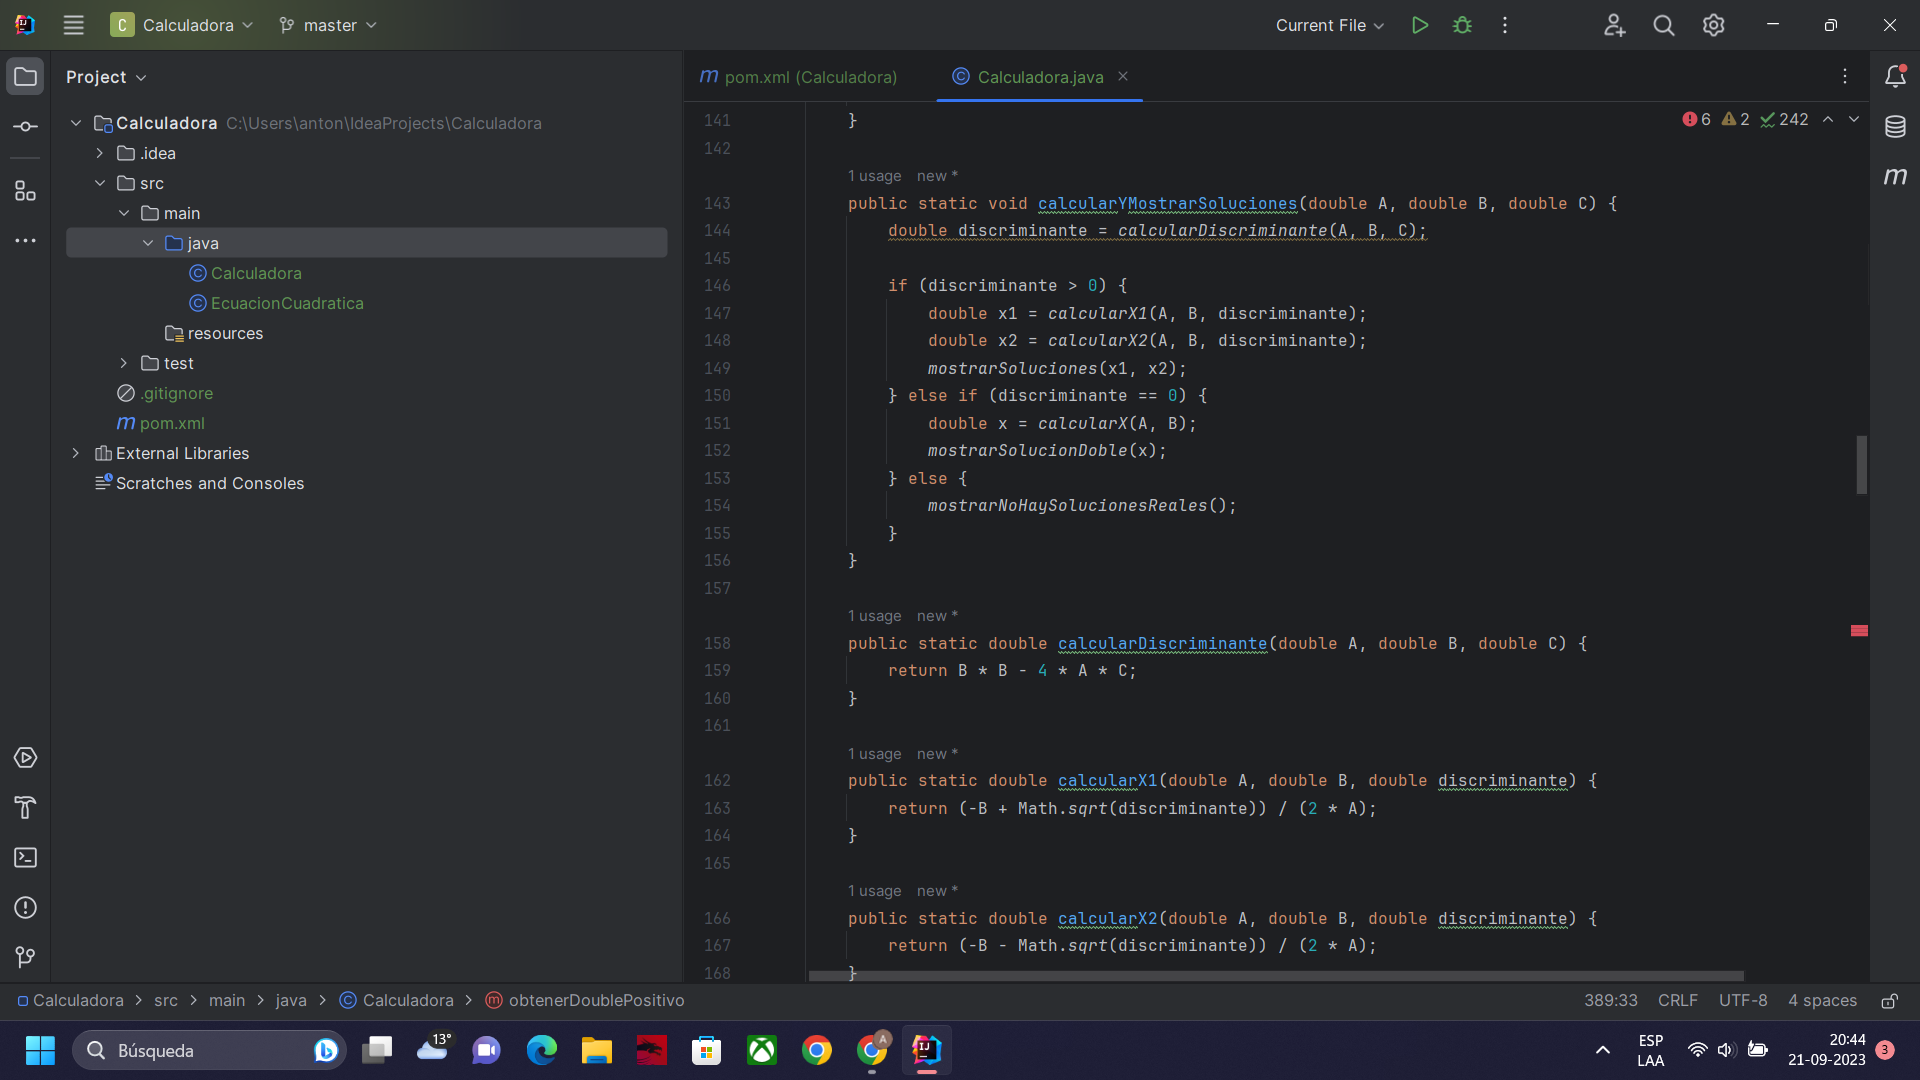 Calculadora master Current File
Project
Calculadora C:\Users\anton\IdeaProjects\Calculadora
.idea
src
main
java
Calculadora
EcuacionCuadratica
resources
test
.gitignore
pom.xml
External Libraries
Scratches and Consoles
pom.xml (Calculadora) Calculadora.java
6 2 242
141 }
142
1 usage new *
143 public static void calcularYMostrarSoluciones(double A, double B, double C) {
144 double discriminante = calcularDiscriminante(A, B, C);
145
146 if (discriminante > 0) {
147 double x1 = calcularX1(A, B, discriminante);
148 double x2 = calcularX2(A, B, discriminante);
149 mostrarSoluciones(x1, x2);
150 } else if (discriminante == 0) {
151 double x = calcularX(A, B);
152 mostrarSolucionDoble(x);
153 } else {
154 mostrarNoHaySolucionesReales();
155 }
156 }
157
1 usage new *
158 public static double calcularDiscriminante(double A, double B, double C) {
159 return B * B - 4 * A * C;
160 }
161
1 usage new *
162 public static double calcularX1(double A, double B, double discriminante) {
163 return (-B + Math.sqrt(discriminante)) / (2 * A);
164 }
165
1 usage new *
166 public static double calcularX2(double A, double B, double discriminante) {
167 return (-B - Math.sqrt(discriminante)) / (2 * A);
168 }
Calculadora > src > main > java > Calculadora > obtenerDoublePositivo
389:33 CRLF UTF-8 4 spaces
Búsqueda
13°
A
ESP
LAA
20:44
21-09-2023
3